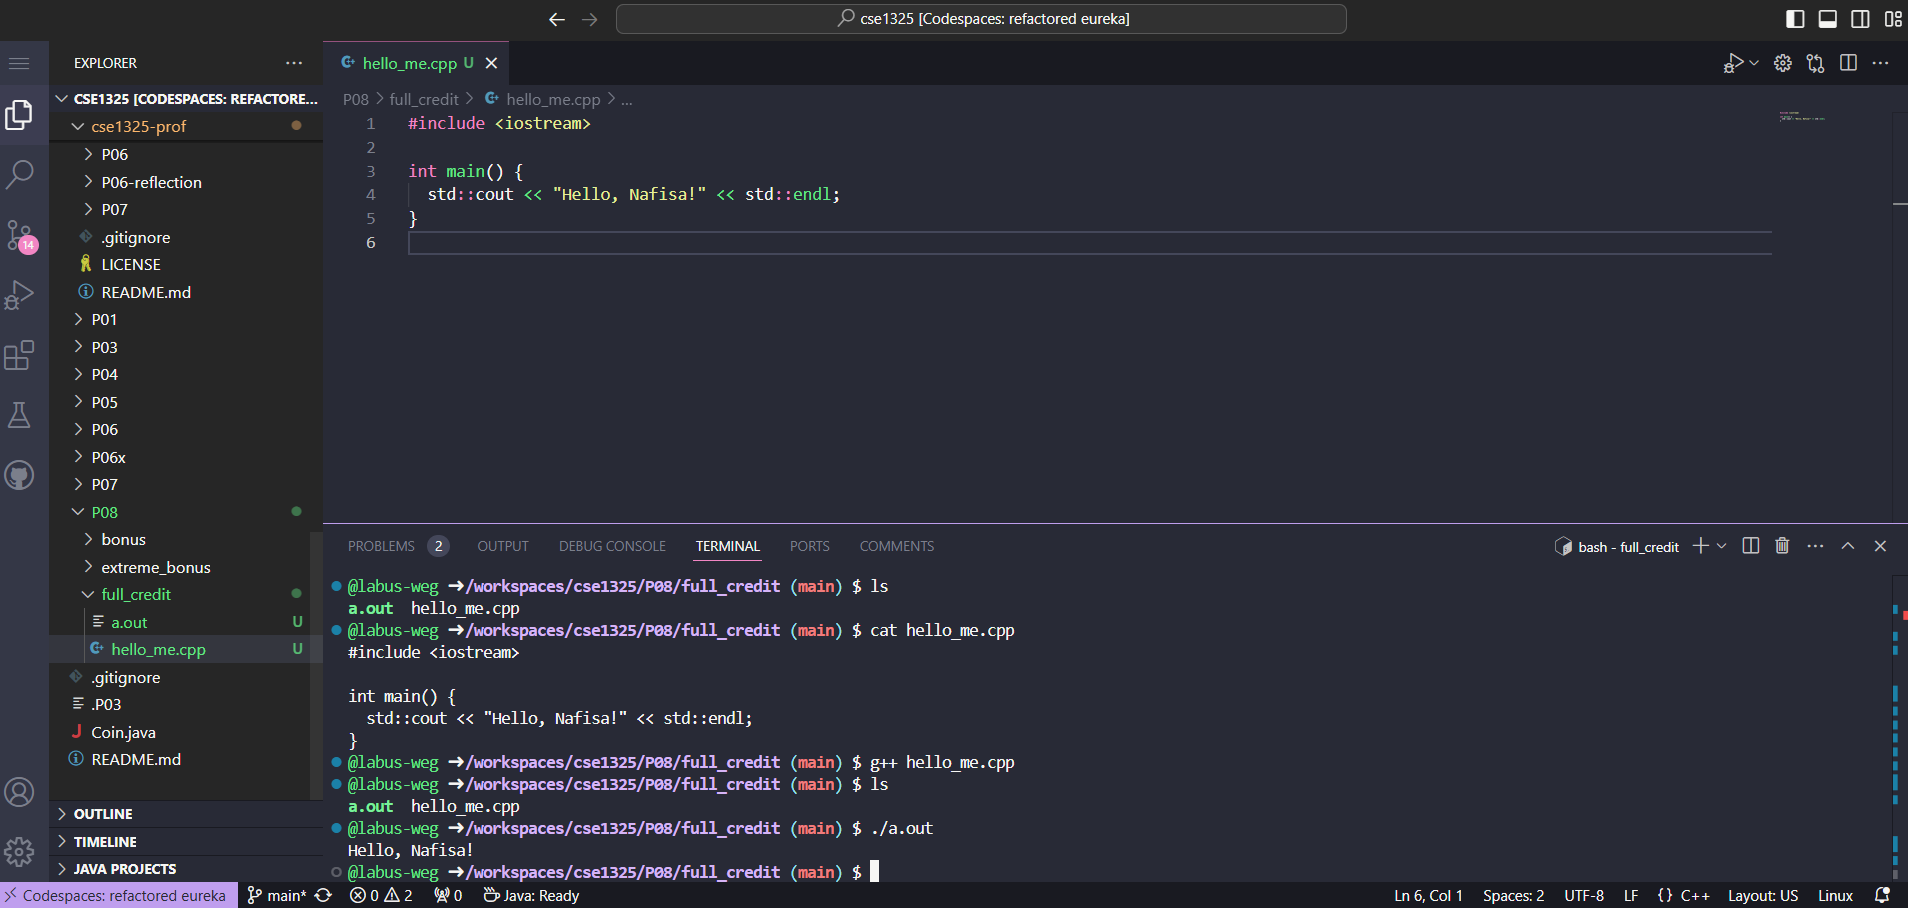 cse1325 [Codespaces: refactored eureka]
EXPLORER
CSE1325 [CODESPACES: REFACTORE...
cse1325-prof
P06
P06-reflection
P07
.gitignore
LICENSE
README.md
P01
P03
P04
P05
P06
P06x
P07
P08
bonus
extreme_bonus
full_credit
a.out U
hello_me.cpp U
.gitignore
.P03
Coin.java
README.md
OUTLINE
TIMELINE
JAVA PROJECTS
14
hello_me.cpp U
P08 > full_credit > hello_me.cpp > ...
1 #include <iostream>
2
3 int main() {
4 std::cout << "Hello, Nafisa!" << std::endl;
5 }
6
PROBLEMS 2 OUTPUT DEBUG CONSOLE TERMINAL PORTS COMMENTS
bash - full_credit
@labus-weg ➜/workspaces/cse1325/P08/full_credit (main) $ ls
a.out hello_me.cpp
@labus-weg ➜/workspaces/cse1325/P08/full_credit (main) $ cat hello_me.cpp
#include <iostream>
int main() {
std::cout << "Hello, Nafisa!" << std::endl;
}
@labus-weg ➜/workspaces/cse1325/P08/full_credit (main) $ g++ hello_me.cpp
@labus-weg ➜/workspaces/cse1325/P08/full_credit (main) $ ls
a.out hello_me.cpp
@labus-weg ➜/workspaces/cse1325/P08/full_credit (main) $ ./a.out
Hello, Nafisa!
@labus-weg ➜/workspaces/cse1325/P08/full_credit (main) $
Codespaces: refactored eureka main* 0 2 0 Java: Ready
Ln 6, Col 1 Spaces: 2 UTF-8 LF {} C++ Layout: US Linux